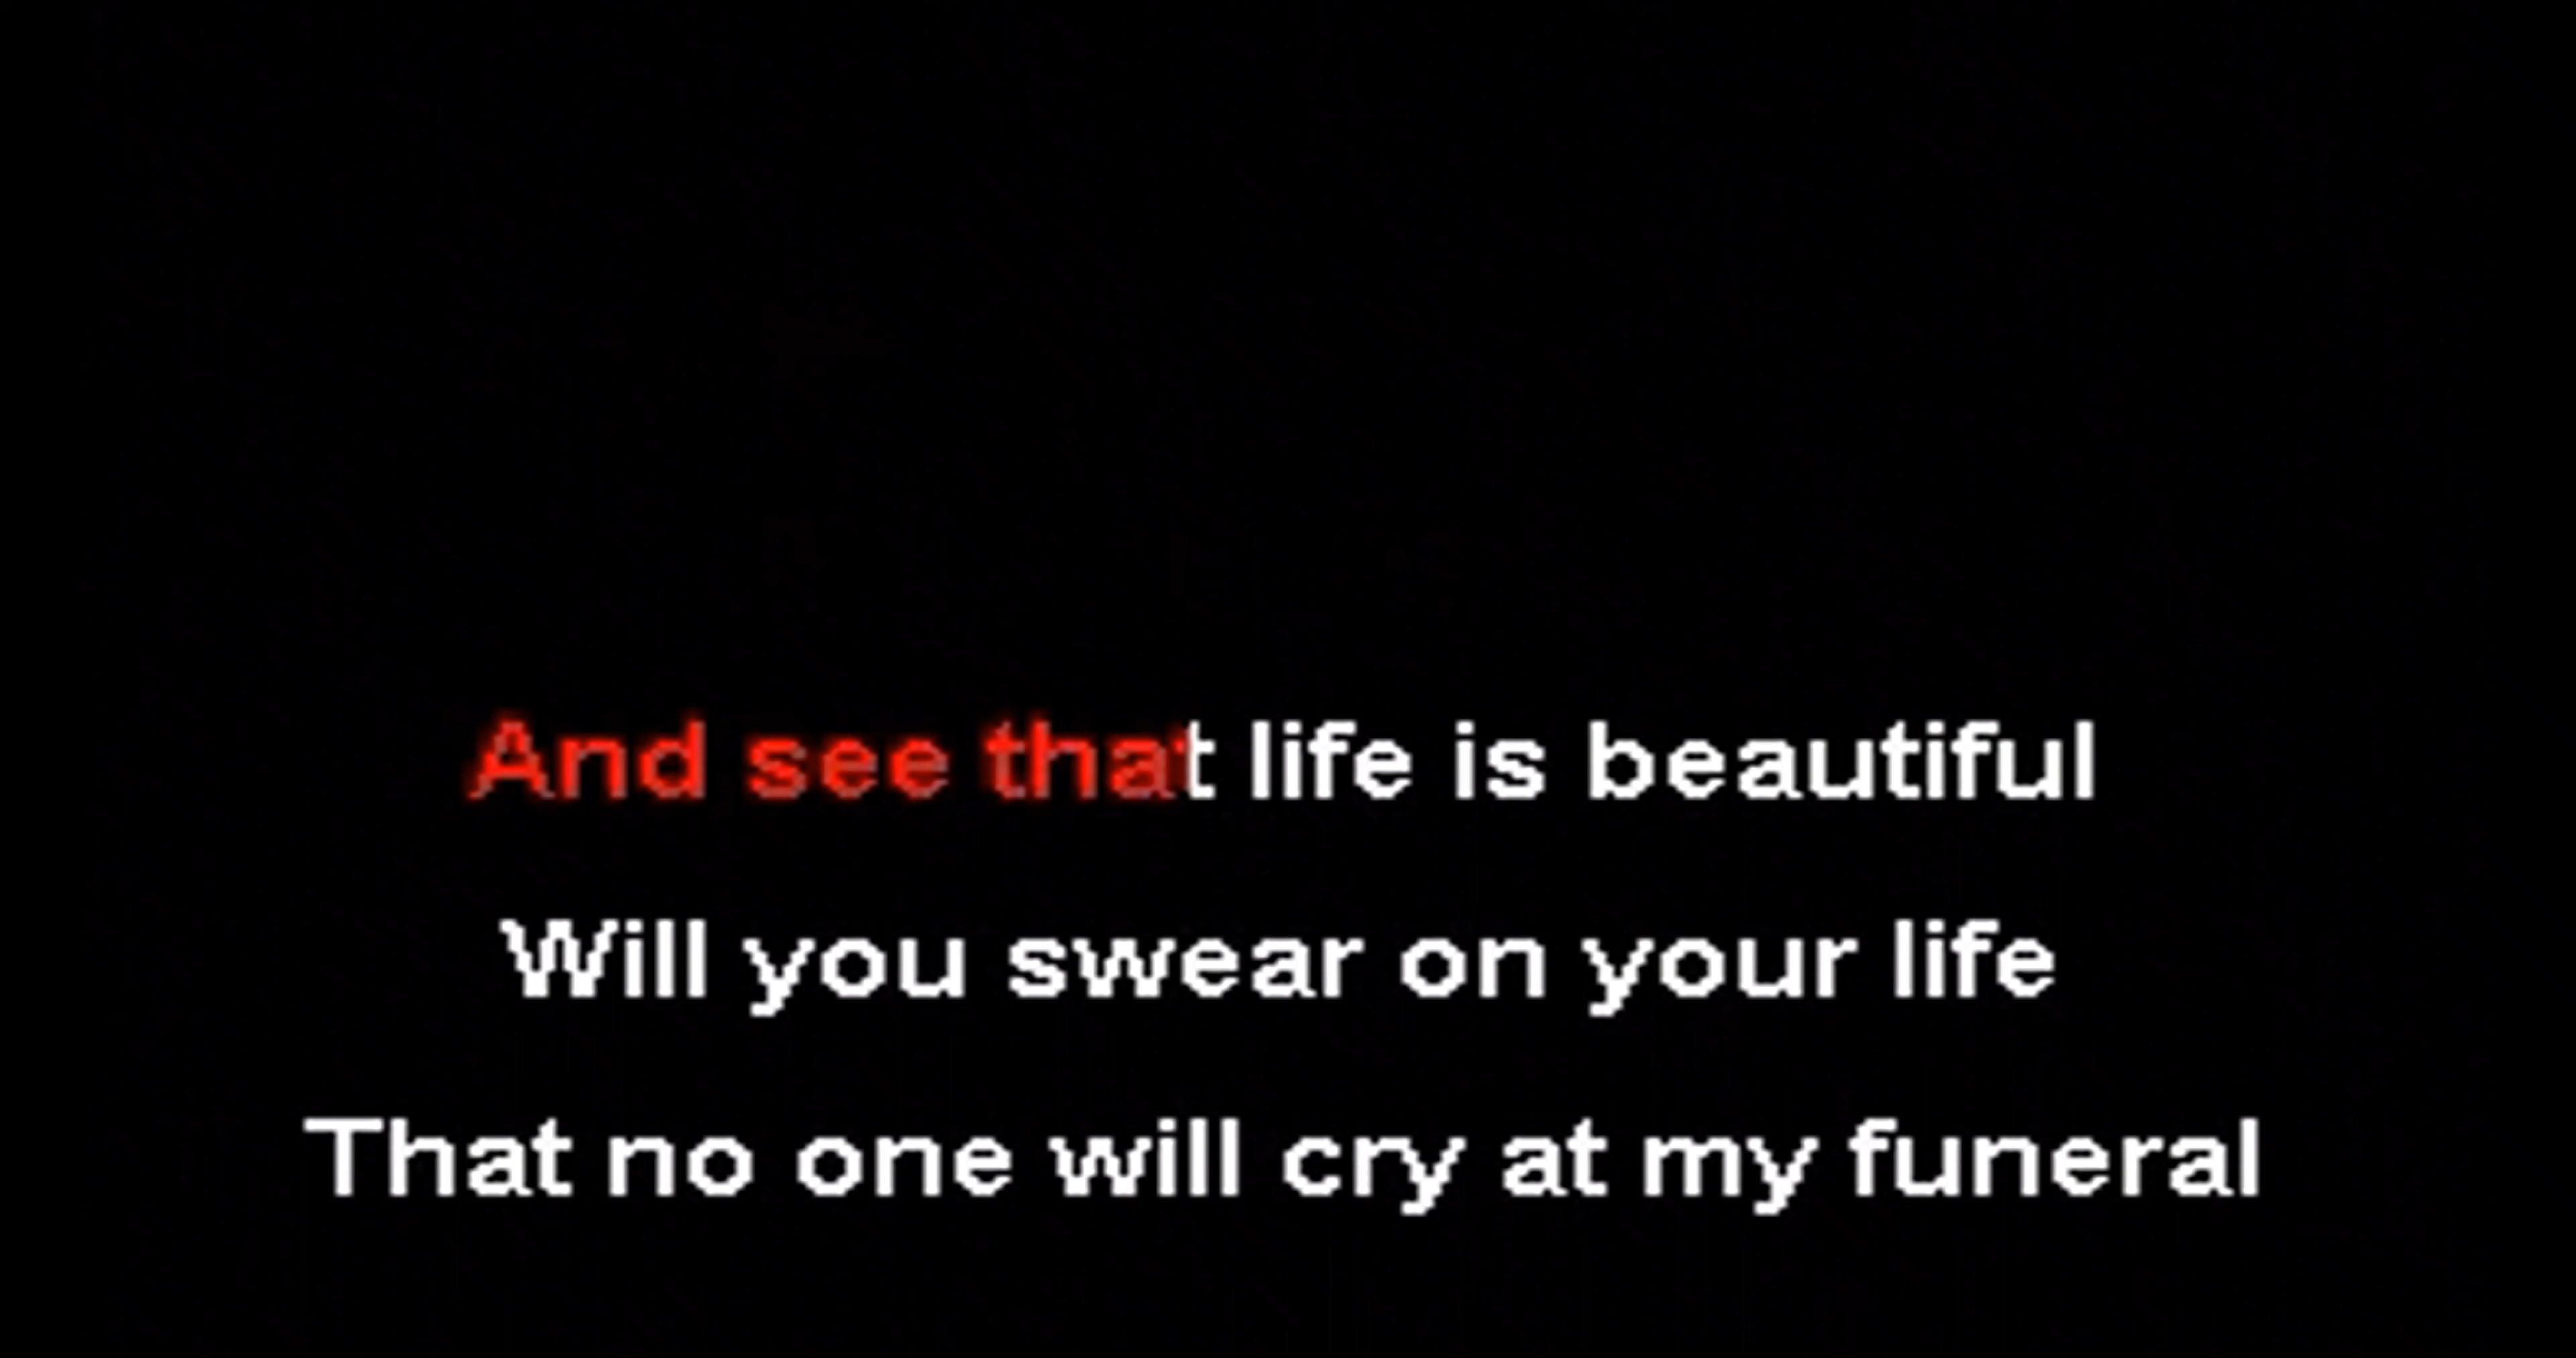 And see that life is beautiful
Will you swear on your life
That no one will cry at my funeral